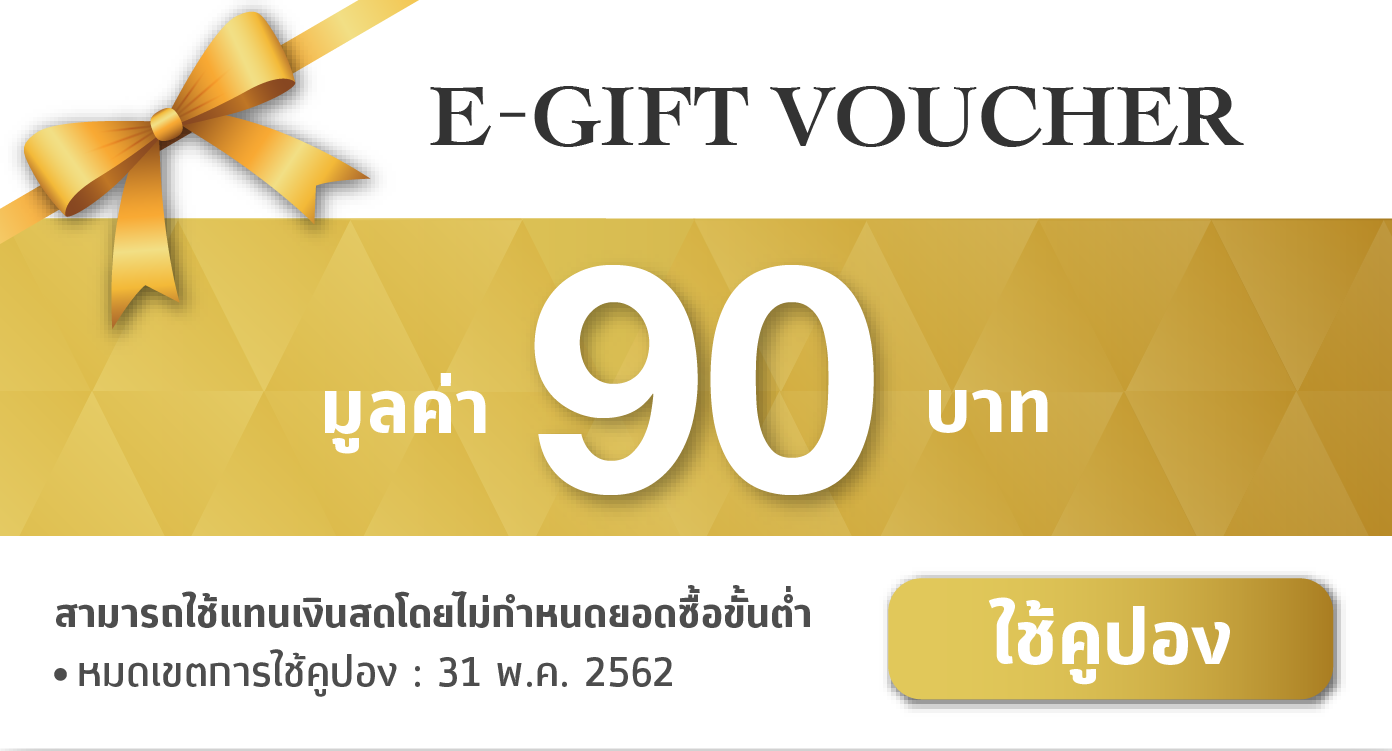 E-GIFT VOUCHER
มูลค่า 90 บาท
สามารถใช้แทนเงินสดโดยไม่กำหนดยอดซื้อขั้นต่ำ
• หมดเขตการใช้คูปอง : 31 พ.ค. 2562
ใช้คูปอง